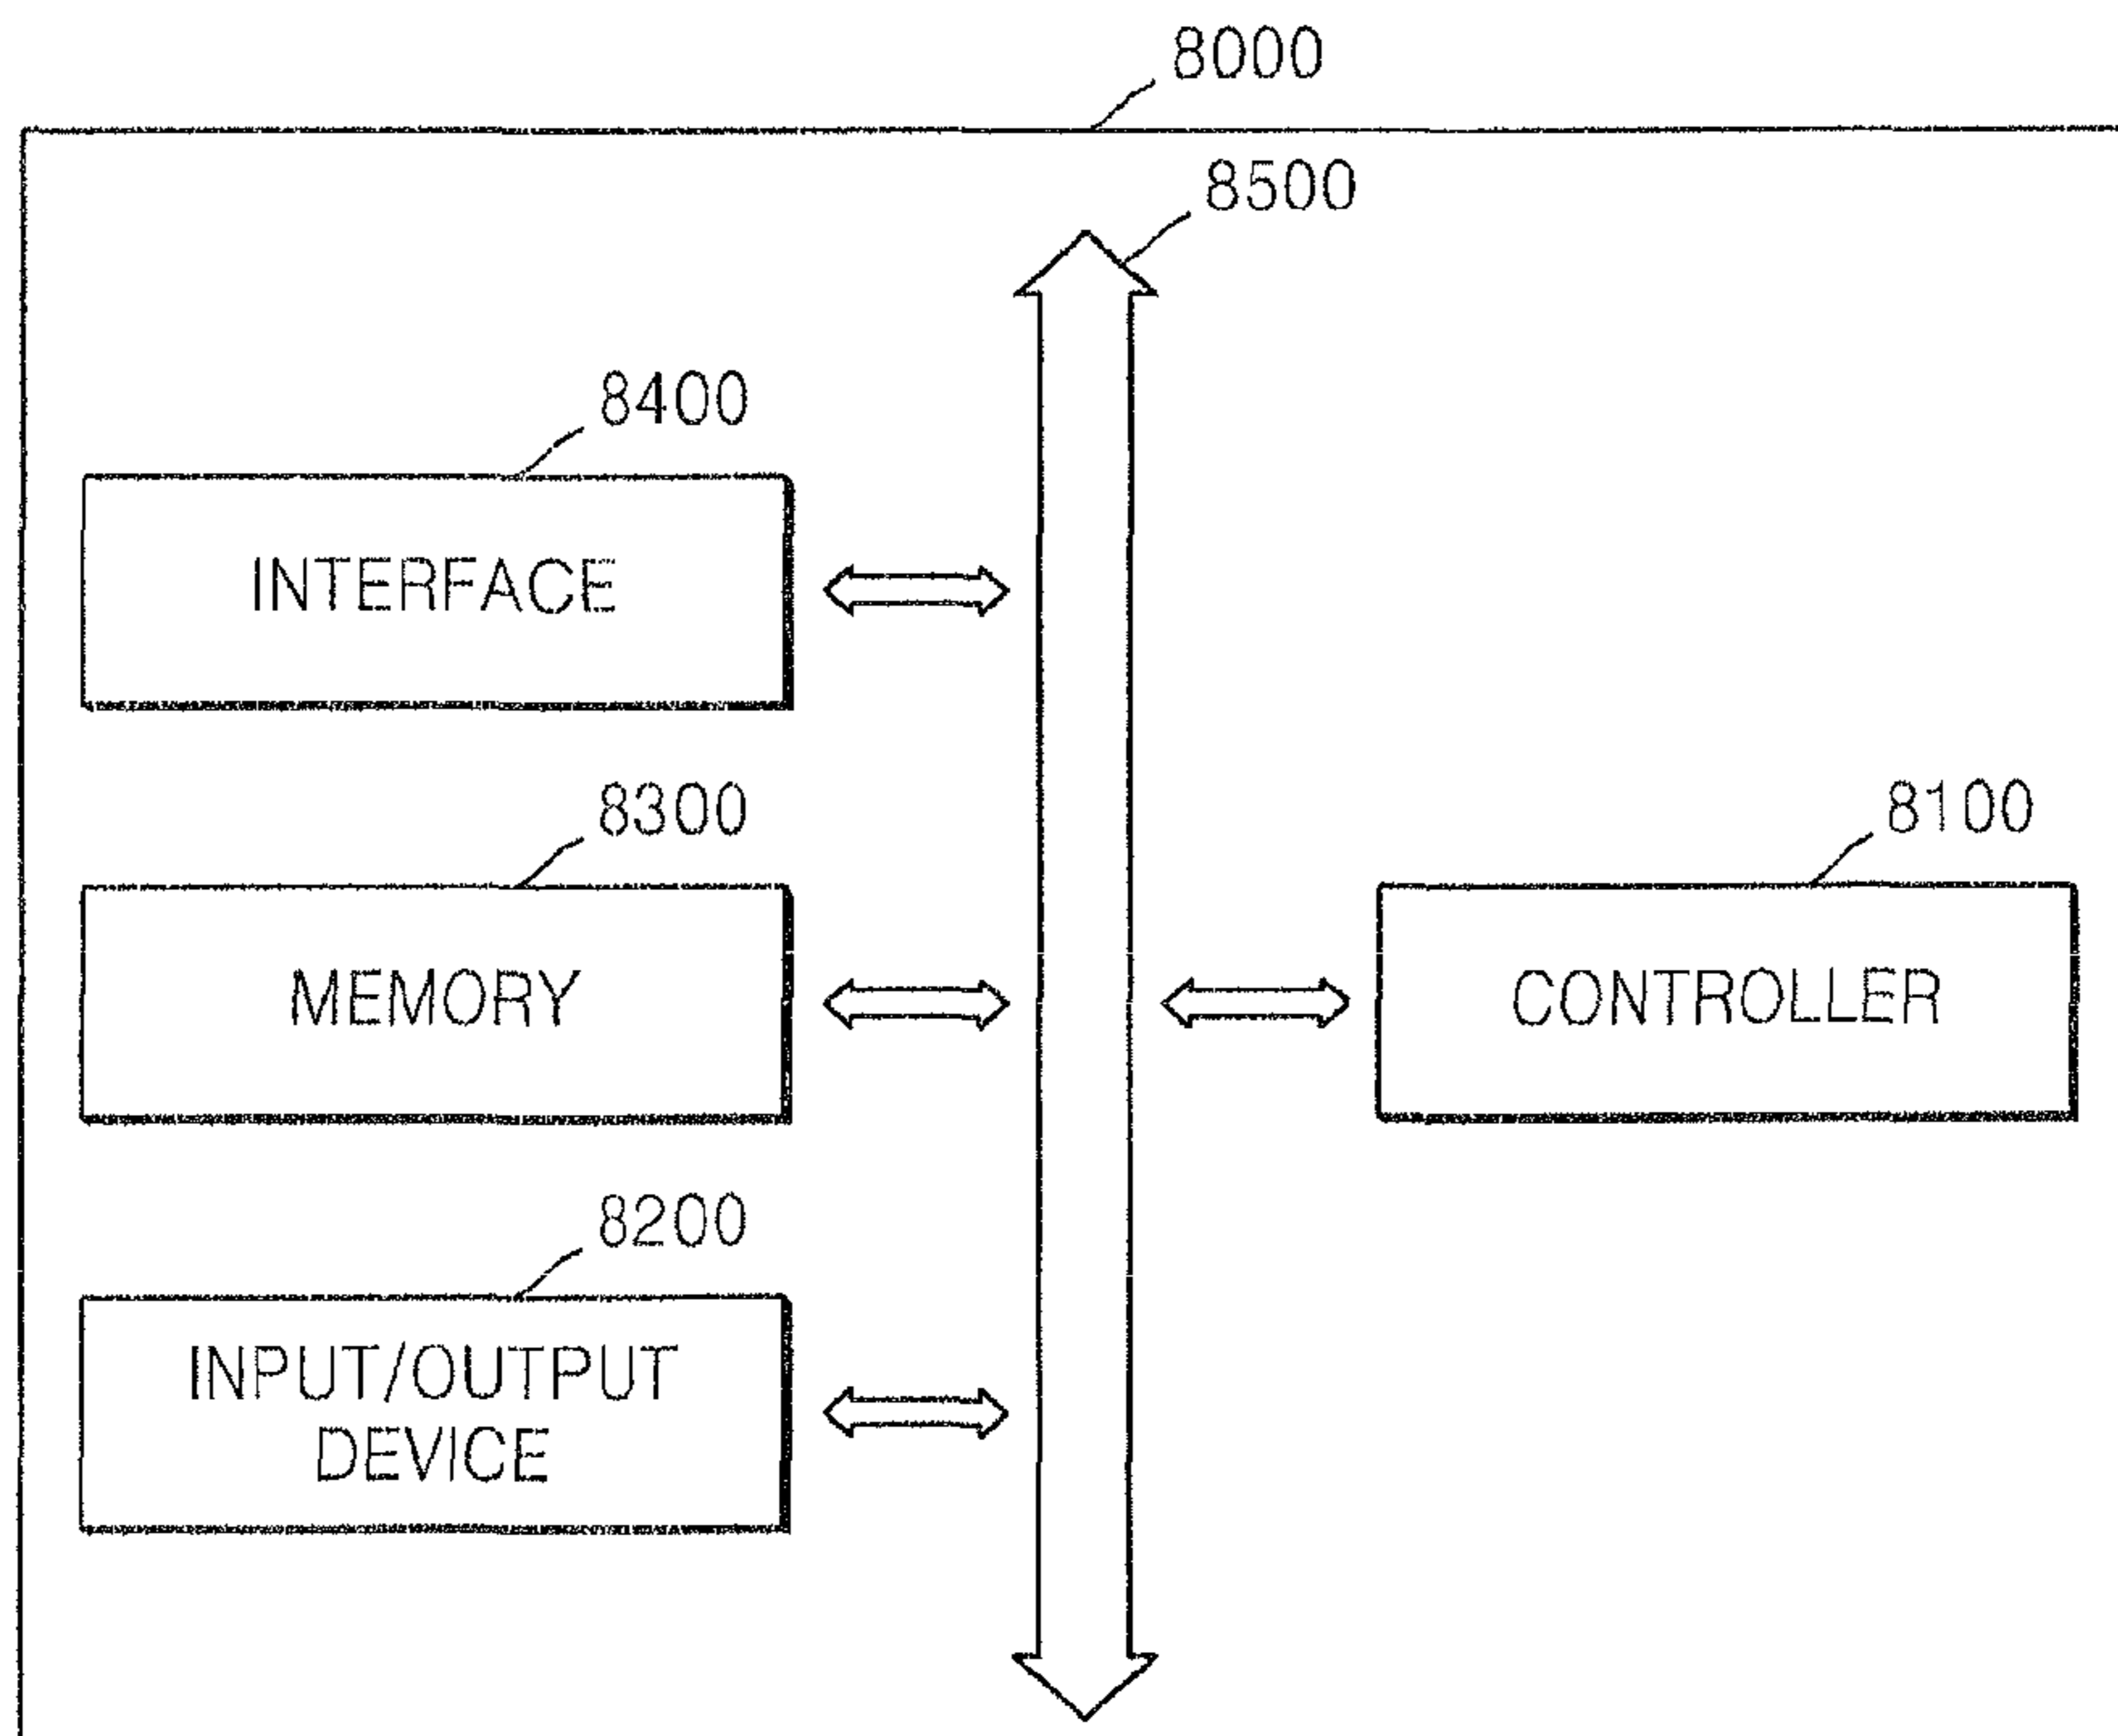 8000
8500
8400
INTERFACE
8300
MEMORY
8100
CONTROLLER
8200
INPUT/OUTPUT
DEVICE